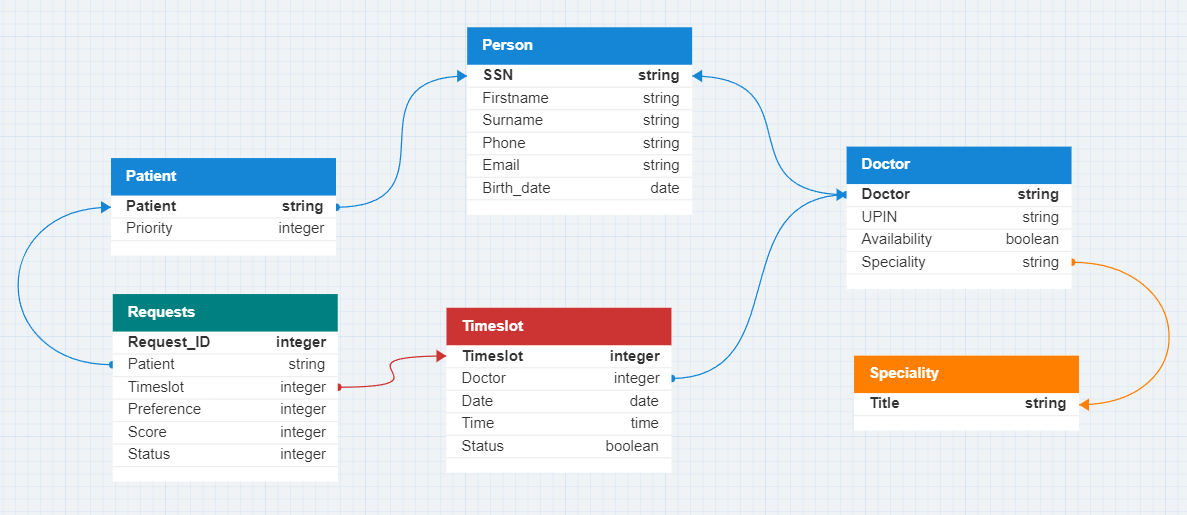 Person
SSN string
Firstname string
Surname string
Phone string
Email string
Birth_date date
Patient
Patient string
Priority integer
Doctor
Doctor string
UPIN string
Availability boolean
Speciality string
Requests
Request_ID integer
Patient string
Timeslot integer
Preference integer
Score integer
Status integer
Timeslot
Timeslot integer
Doctor integer
Date date
Time time
Status boolean
Speciality
Title string